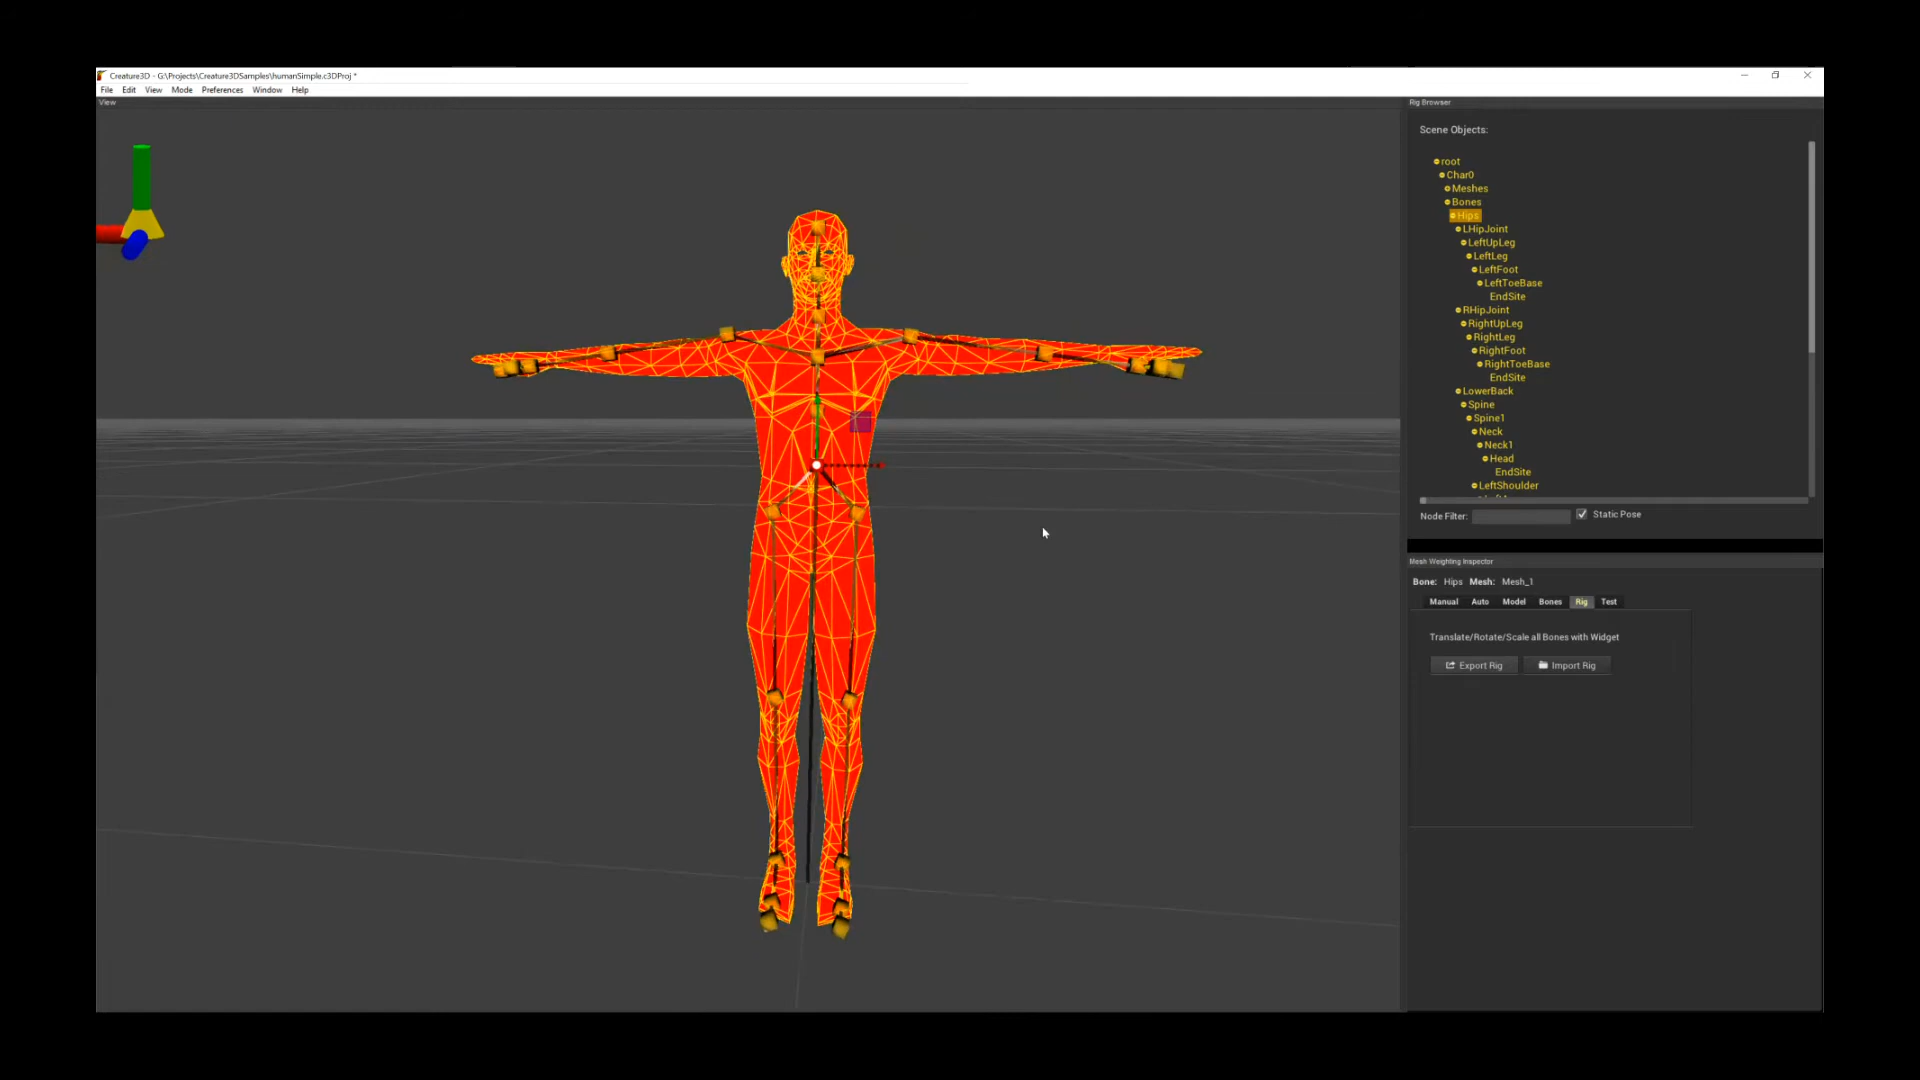 Creature3D - G:\Projects\Creature3DSamples\humanSimple.c3DProj *
File Edit View Mode Preferences Window Help
View
Rig Browser
Scene Objects:
root
Char0
Meshes
Bones
Hips
LHipJoint
LeftUpLeg
LeftLeg
LeftFoot
LeftToeBase
EndSite
RHipJoint
RightUpLeg
RightLeg
RightFoot
RightToeBase
EndSite
LowerBack
Spine
Spine1
Neck
Neck1
Head
EndSite
LeftShoulder
Node Filter: Static Pose
Mesh Weighting Inspector
Bone: Hips Mesh: Mesh_1
Manual Auto Model Bones Rig Test
Translate/Rotate/Scale all Bones with Widget
Export Rig Import Rig